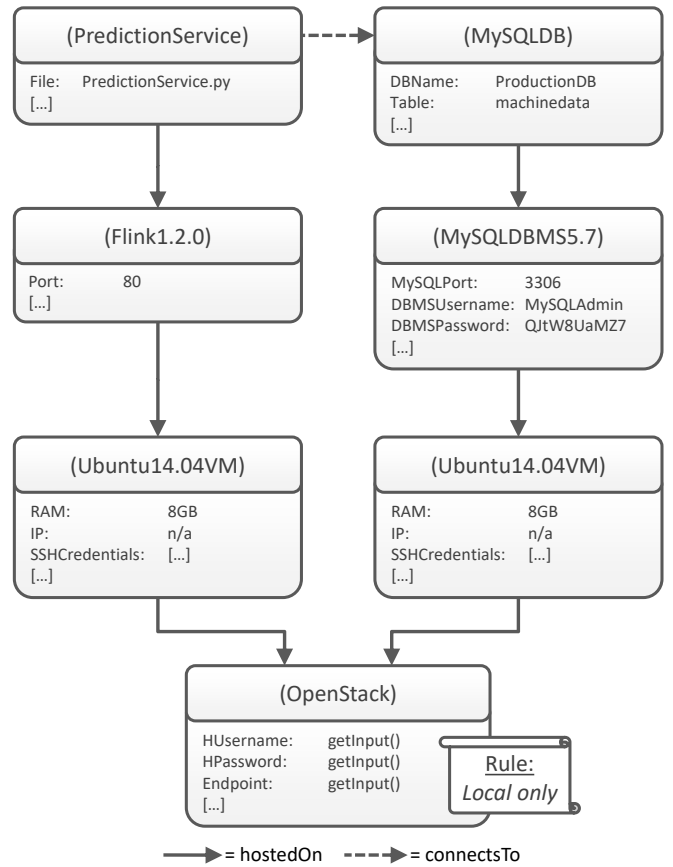 (PredictionService)
File: PredictionService.py
[...]
(MySQLDB)
DBName: ProductionDB
Table: machinedata
[...]
(Flink1.2.0)
Port: 80
[...]
(MySQLDBMS5.7)
MySQLPort: 3306
DBMSUsername: MySQLAdmin
DBMSPassword: QJtW8UaMZ7
[...]
(Ubuntu14.04VM)
RAM: 8GB
IP: n/a
SSHCredentials: [...]
[...]
(Ubuntu14.04VM)
RAM: 8GB
IP: n/a
SSHCredentials: [...]
[...]
(OpenStack)
HUsername: getInput()
HPassword: getInput()
Endpoint: getInput()
[...]
Rule:
Local only
= hostedOn = connectsTo